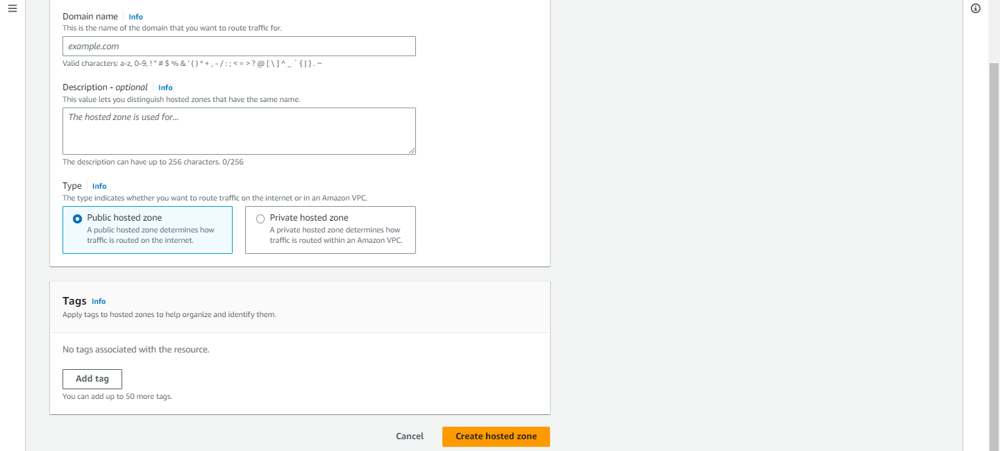 Domain name Info
This is the name of the domain that you want to route traffic for.
example.com
Valid characters: a-z, 0-9, ! " # $ % & ' ( ) * + , - / : ; < = > ? @ [ \ ] ^ _ ` { | } . ~
Description - optional Info
This value lets you distinguish hosted zones that have the same name.
The hosted zone is used for...
The description can have up to 256 characters. 0/256
Type Info
The type indicates whether you want to route traffic on the internet or in an Amazon VPC.
Public hosted zone
A public hosted zone determines how
traffic is routed on the internet.
Private hosted zone
A private hosted zone determines how
traffic is routed within an Amazon VPC.
Tags Info
Apply tags to hosted zones to help organize and identify them.
No tags associated with the resource.
Add tag
You can add up to 50 more tags.
Cancel Create hosted zone